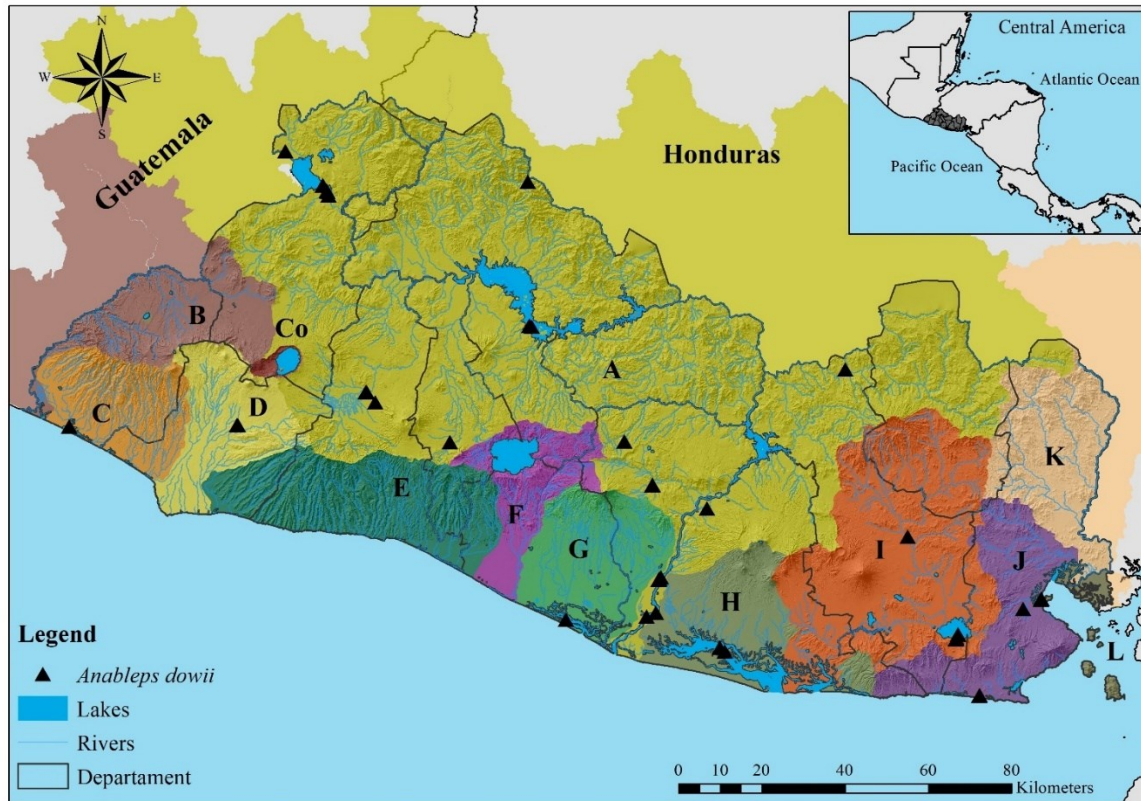 N
W E
S
Guatemala
Honduras
Central America
Atlantic Ocean
Pacific Ocean
B
Co
A
C
D
E
F
G
H
I
J
K
L
Legend
Anableps dowii
Lakes
Rivers
Departament
0 5 10 20 40 60 80
Kilometers